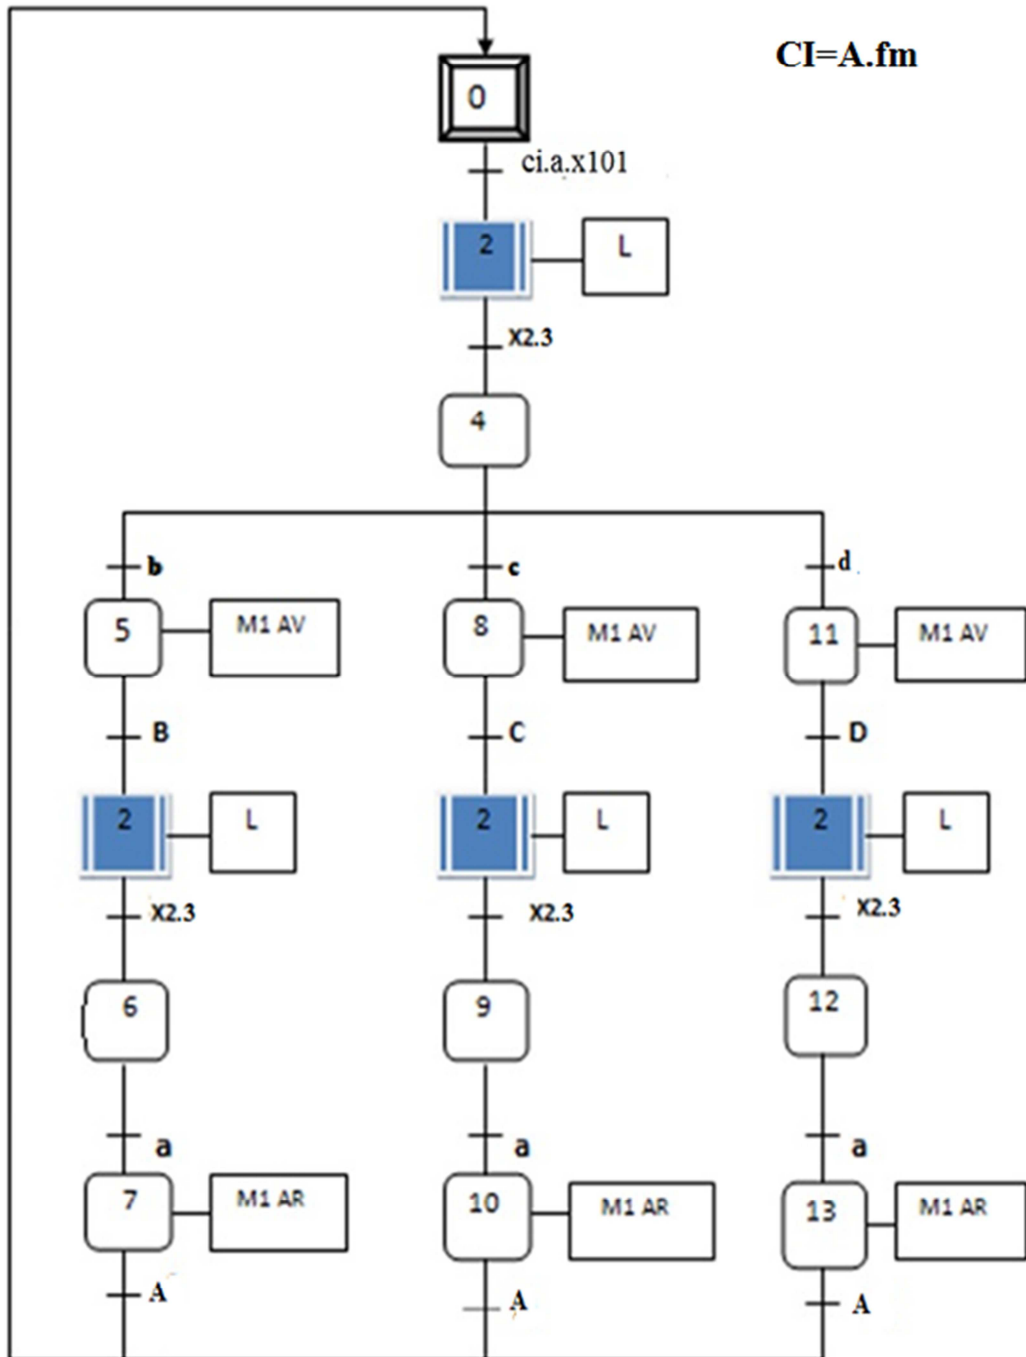 CI=A.fm
0
ci.a.x101
2 L
X2.3
4
b c d
5 M1 AV 8 M1 AV 11 M1 AV
B C D
2 L 2 L 2 L
X2.3 X2.3 X2.3
6 9 12
a a a
7 M1 AR 10 M1 AR 13 M1 AR
A A A